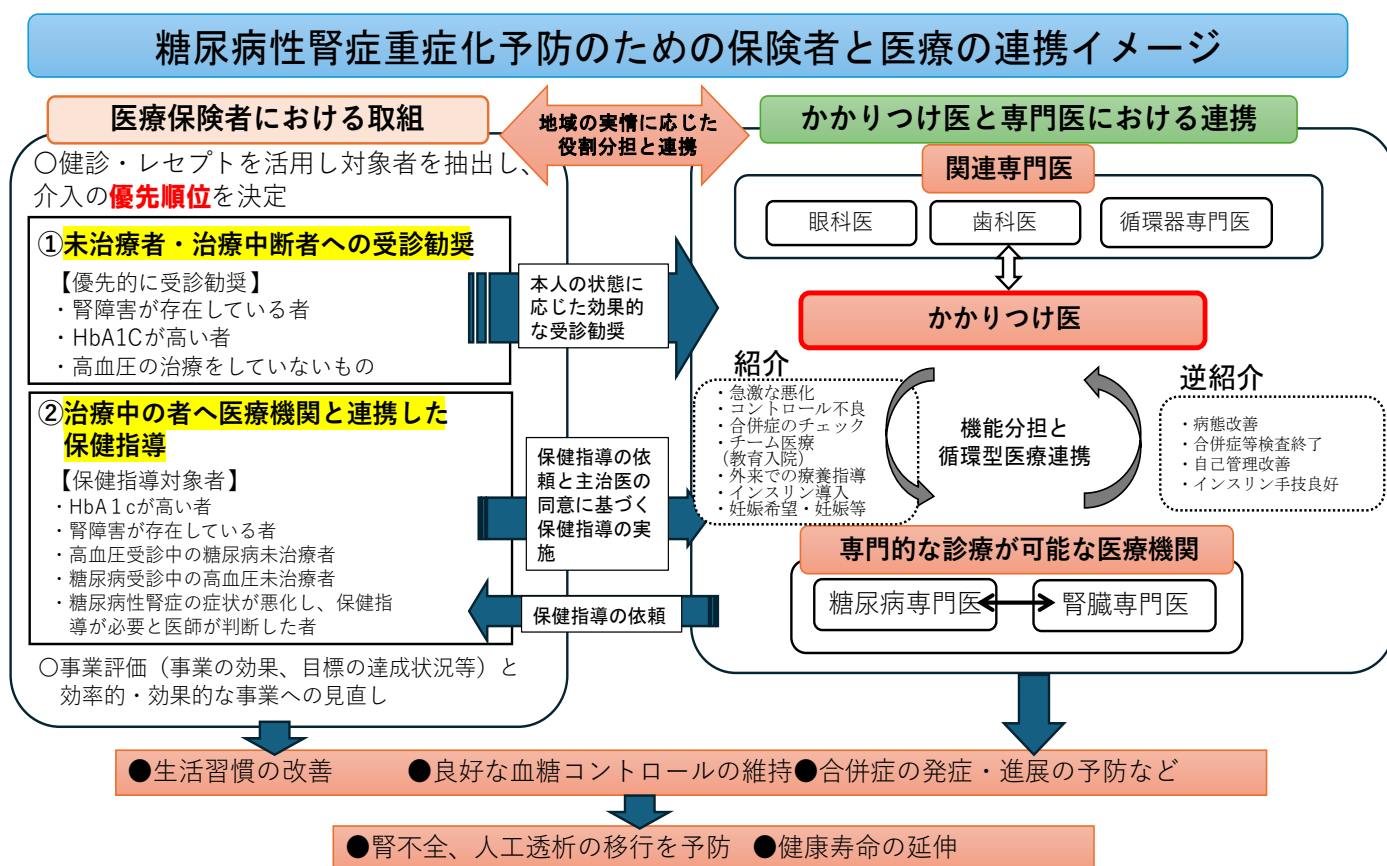 糖尿病性腎症重症化予防のための保険者と医療の連携イメージ
医療保険者における取組
地域の実情に応じた
役割分担と連携
かかりつけ医と専門医における連携
〇健診・レセプトを活用し対象者を抽出し、
介入の優先順位を決定
①未治療者・治療中断者への受診勧奨
【優先的に受診勧奨】
・腎障害が存在している者
・HbA1Cが高い者
・高血圧の治療をしていないもの
②治療中の者へ医療機関と連携した
保健指導
【保健指導対象者】
・HbA１cが高い者
・腎障害が存在している者
・高血圧受診中の糖尿病未治療者
・糖尿病受診中の高血圧未治療者
・糖尿病性腎症の症状が悪化し、保健指
導が必要と医師が判断した者
〇事業評価（事業の効果、目標の達成状況等）と
効率的・効果的な事業への見直し
本人の状態に
応じた効果的
な受診勧奨
保健指導の依
頼と主治医の
同意に基づく
保健指導の実
施
保健指導の依頼
関連専門医
眼科医
歯科医
循環器専門医
かかりつけ医
紹介
・急激な悪化
・コントロール不良
・合併症のチェック
・チーム医療
(教育入院)
・外来での療養指導
・インスリン導入
・妊娠希望・妊娠等
機能分担と
循環型医療連携
逆紹介
・病態改善
・合併症等検査終了
・自己管理改善
・インスリン手技良好
専門的な診療が可能な医療機関
糖尿病専門医
腎臓専門医
●生活習慣の改善 ●良好な血糖コントロールの維持●合併症の発症・進展の予防など
●腎不全、人工透析の移行を予防 ●健康寿命の延伸